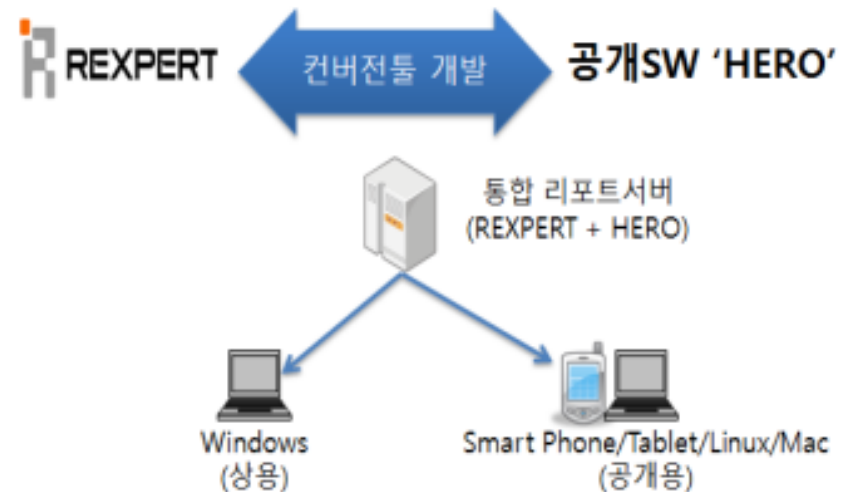 REXPERT
컨버전툴 개발
공개SW ‘HERO’
통합 리포트서버
(REXPERT + HERO)
Windows
(상용)
Smart Phone/Tablet/Linux/Mac
(공개용)